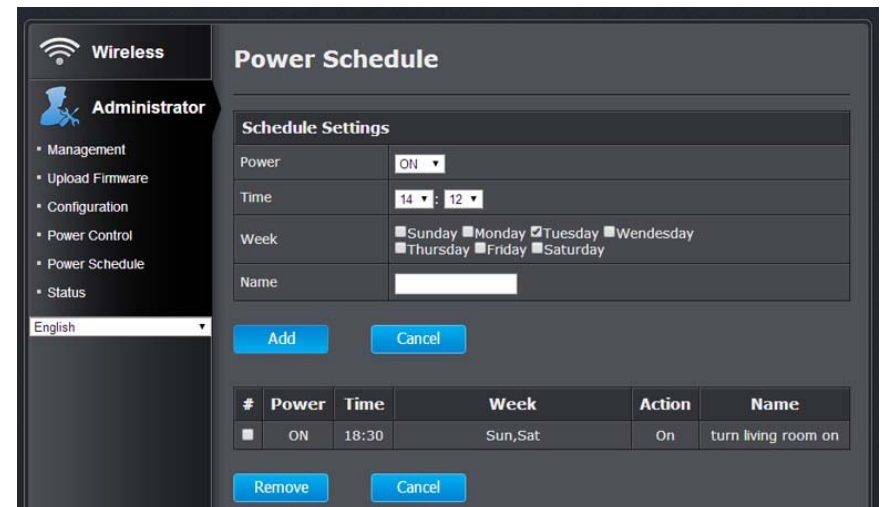 Wireless
Administrator
Management
Upload Firmware
Configuration
Power Control
Power Schedule
Status
English
Power Schedule
Schedule Settings
Power ON
Time 14 : 12
Week Sunday Monday Tuesday Wendesday
Thursday Friday Saturday
Name
Add Cancel
# Power Time Week Action Name
ON 18:30 Sun,Sat On turn living room on
Remove Cancel